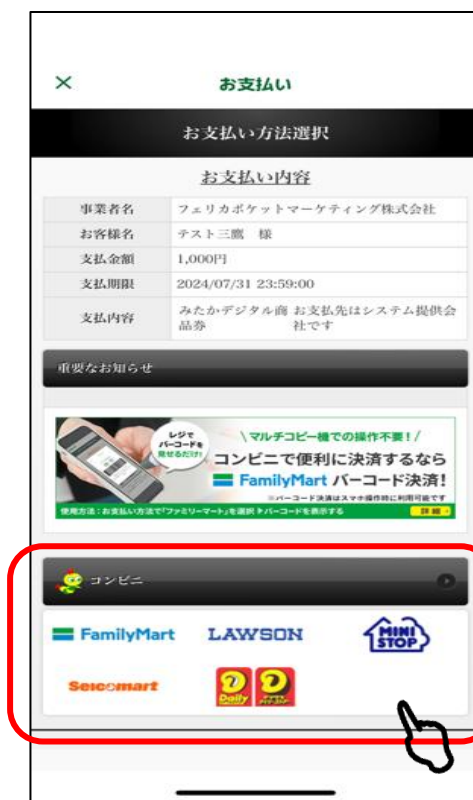 お支払い
お支払い方法選択
お支払い内容
事業者名 フェリカポケットマーケティング株式会社
お客様名 テスト三鷹 様
支払金額 1,000円
支払期限 2024/07/31 23:59:00
支払内容 みたかデジタル商品券 お支払先はシステム提供会社です
重要なお知らせ
レジで
バーコードを
見せるだけ!
\マルチコピー機での操作不要!/
コンビニで便利に決済するなら
FamilyMart バーコード決済!
※バーコード決済はスマホ操作時に利用可能です
使用方法:お支払い方法で「ファミリーマート」を選択▶バーコードを表示する 詳細
コンビニ
FamilyMart LAWSON MINI STOP
Seicomart Daily